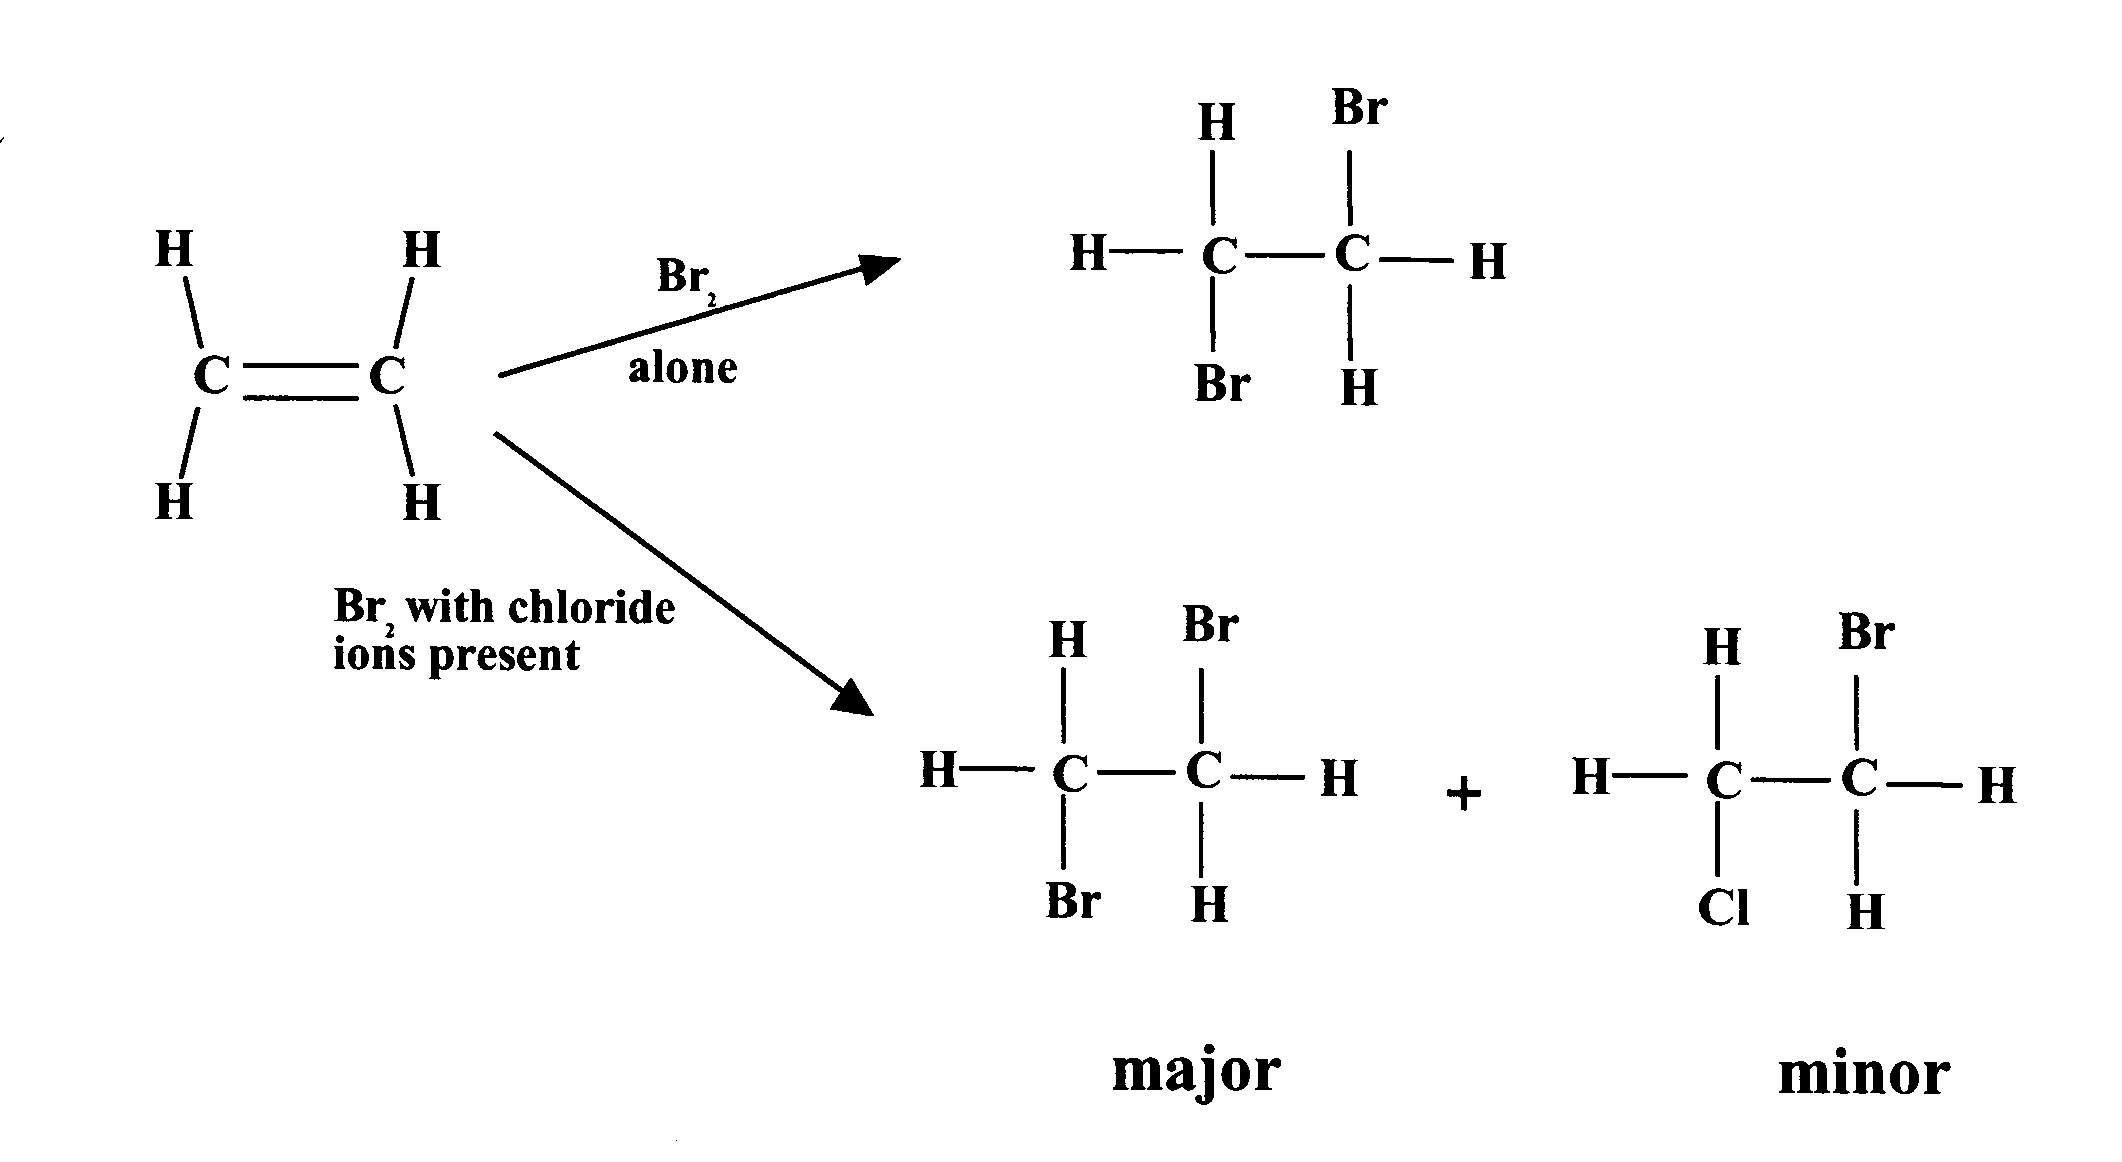 H Br
H C C H
Br H
H H
C C
H H
Br2
alone
Br2 with chloride
ions present
H Br
H C C H
Br H
+
H Br
H C C H
Cl H
major
minor